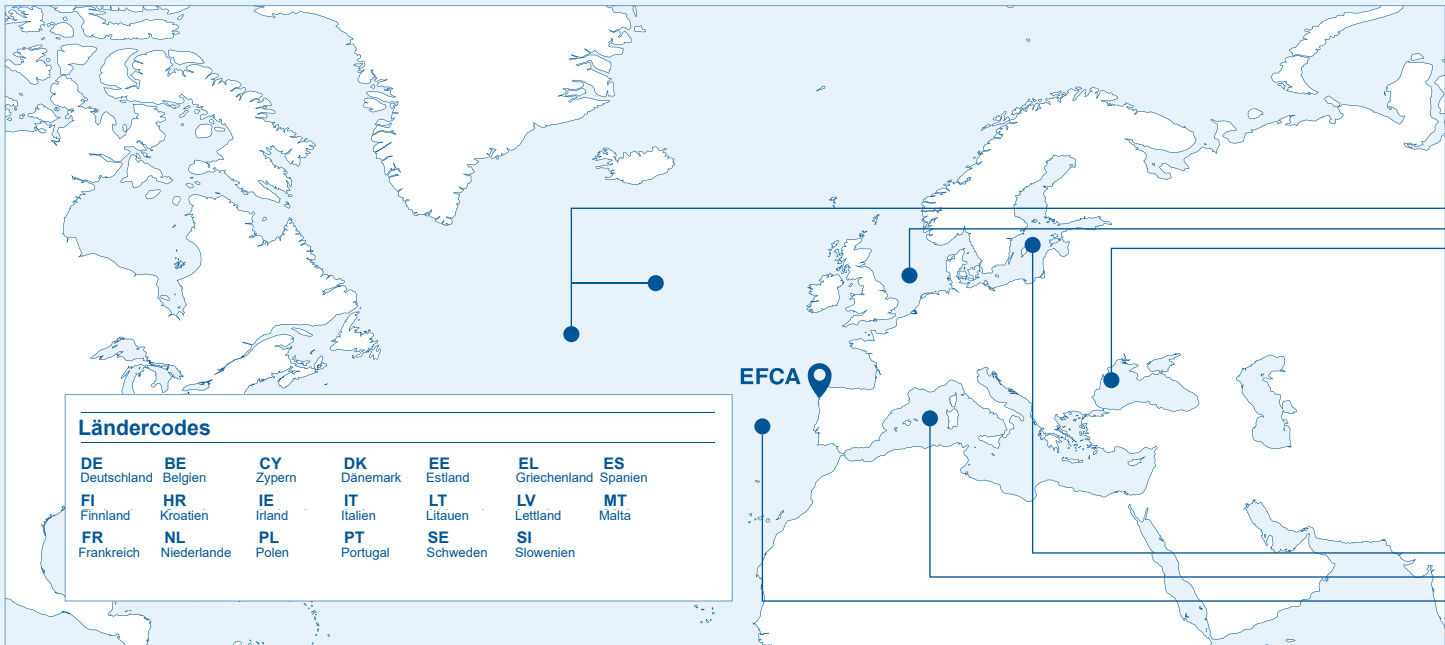 EFCA
Ländercodes
DE BE CY DK EE EL ES
Deutschland Belgien Zypern Dänemark Estland Griechenland Spanien
FI HR IE IT LT LV MT
Finnland Kroatien Irland Italien Litauen Lettland Malta
FR NL PL PT SE SI
Frankreich Niederlande Polen Portugal Schweden Slowenien